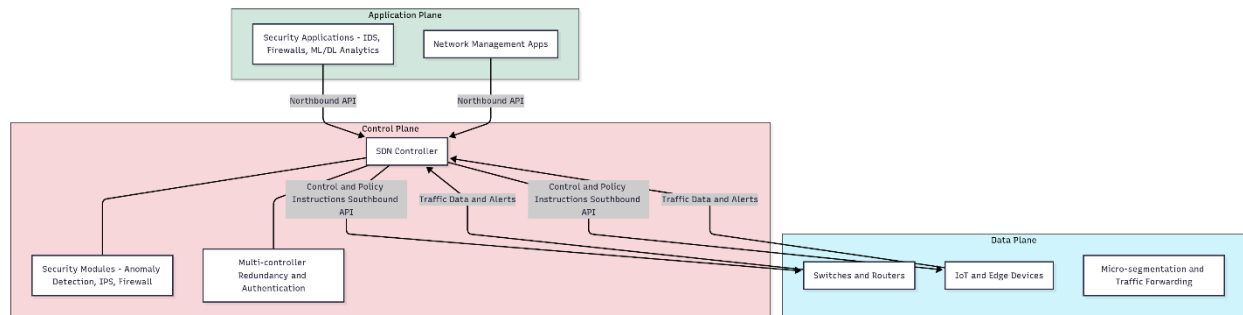 Application Plane
Security Applications - IDS,
Firewalls, ML/DL Analytics
Network Management Apps
Northbound API
Northbound API
Control Plane
SDN Controller
Control and Policy
Instructions Southbound
API
Traffic Data and Alerts
Control and Policy
Instructions Southbound
API
Traffic Data and Alerts
Security Modules - Anomaly
Detection, IPS, Firewall
Multi-controller
Redundancy and
Authentication
Data Plane
Switches and Routers
IoT and Edge Devices
Micro-segmentation and
Traffic Forwarding